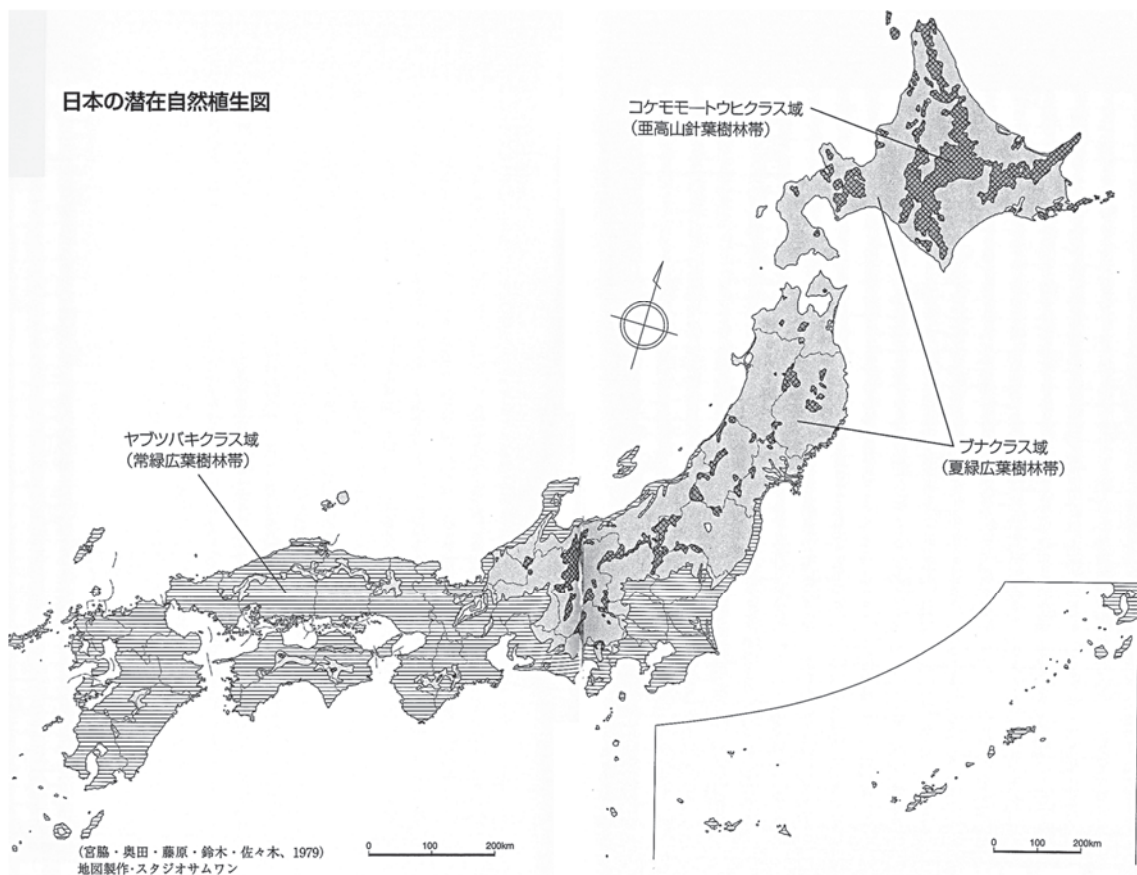 日本の潜在自然植生図
コケモモートウヒクラス域
(亜高山針葉樹林帯)
ヤブツバキクラス域
(常緑広葉樹林帯)
ブナクラス域
(夏緑広葉樹林帯)
(宮脇・奥田・藤原・鈴木・佐々木、1979)
地図製作・スタジオサムワン
0 100 200km
0 100 200km